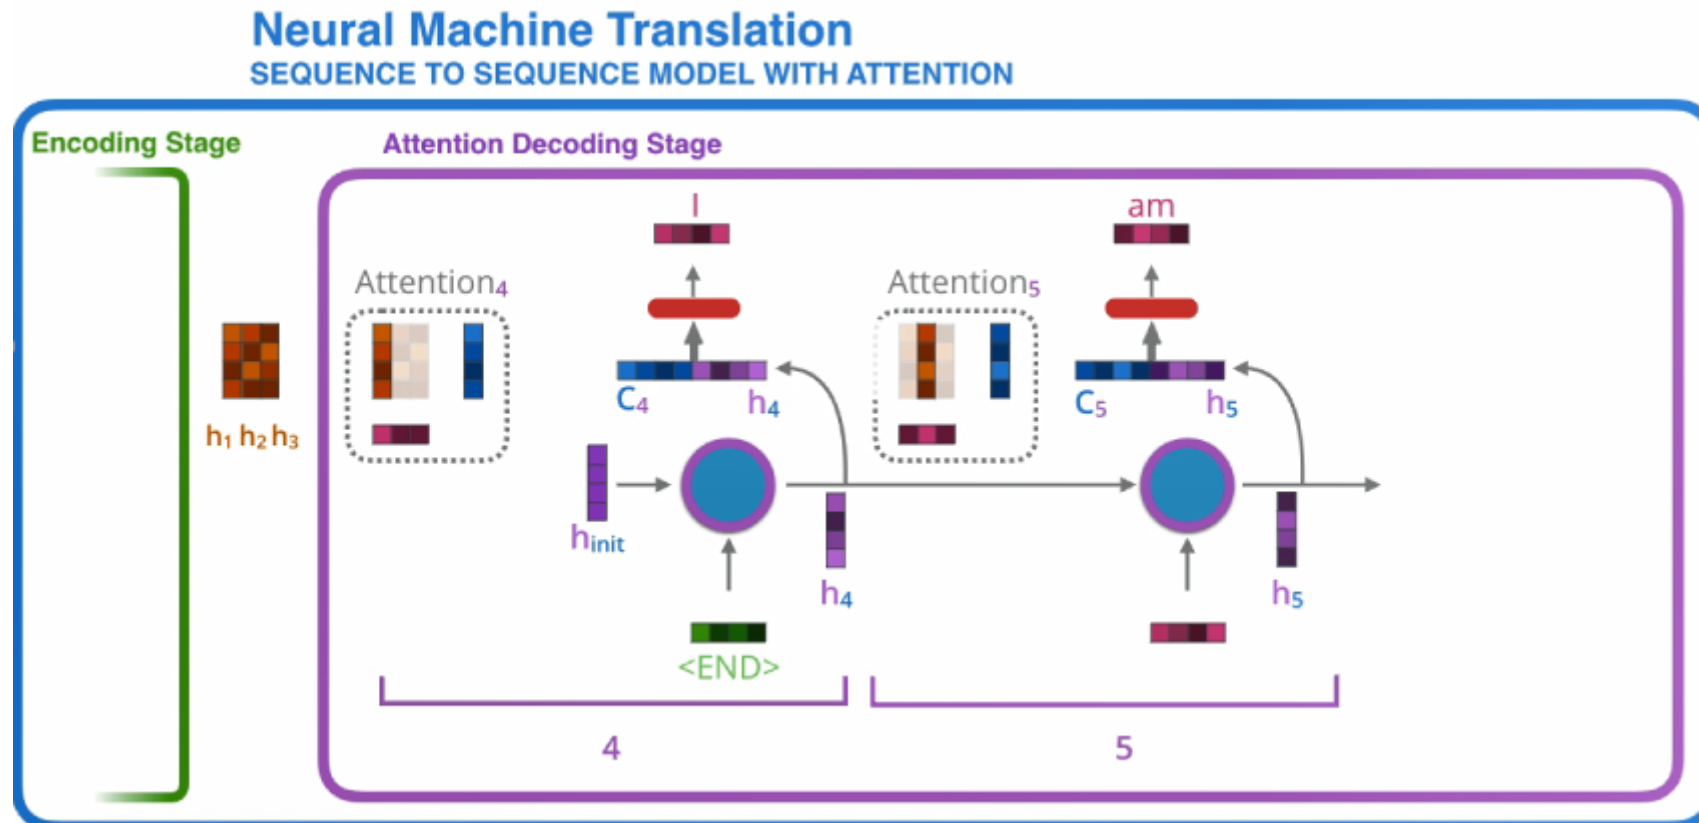 Neural Machine Translation
SEQUENCE TO SEQUENCE MODEL WITH ATTENTION
Encoding Stage
Attention Decoding Stage
I
am
Attention4
Attention5
C4
h4
C5
h5
h1 h2 h3
hinit
h4
h5
<END>
4
5